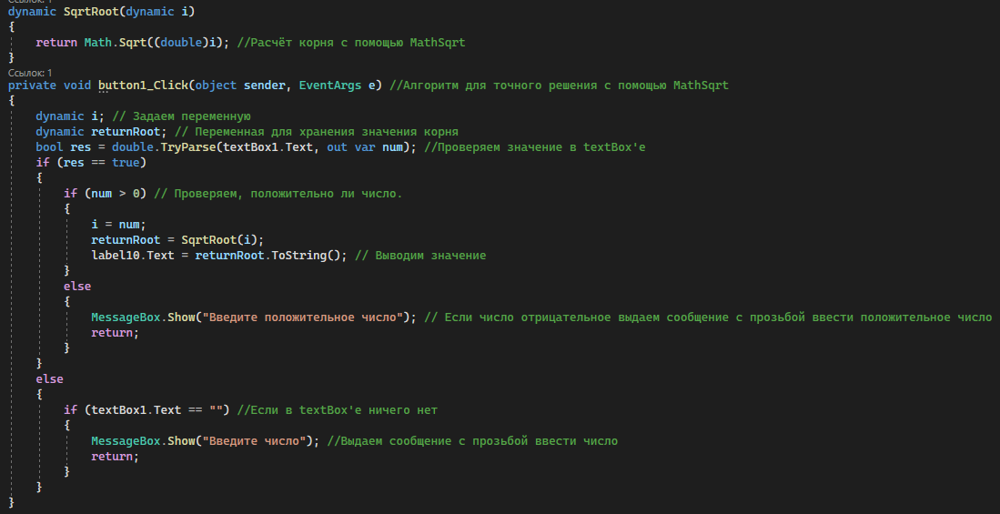 Ссылок: 1
dynamic SqrtRoot(dynamic i)
{
return Math.Sqrt((double)i); //Расчёт корня с помощью MathSqrt
}
Ссылок: 1
private void button1_Click(object sender, EventArgs e) //Алгоритм для точного решения с помощью MathSqrt
{
dynamic i; // Задаем переменную
dynamic returnRoot; // Переменная для хранения значения корня
bool res = double.TryParse(textBox1.Text, out var num); //Проверяем значение в textBox'е
if (res == true)
{
if (num > 0) // Проверяем, положительно ли число.
{
i = num;
returnRoot = SqrtRoot(i);
label10.Text = returnRoot.ToString(); // Выводим значение
}
else
{
MessageBox.Show("Введите положительное число"); // Если число отрицательное выдаем сообщение с прозьбой ввести положительное число
return;
}
}
else
{
if (textBox1.Text == "") //Если в textBox'е ничего нет
{
MessageBox.Show("Введите число"); //Выдаем сообщение с прозьбой ввести число
return;
}
}
}